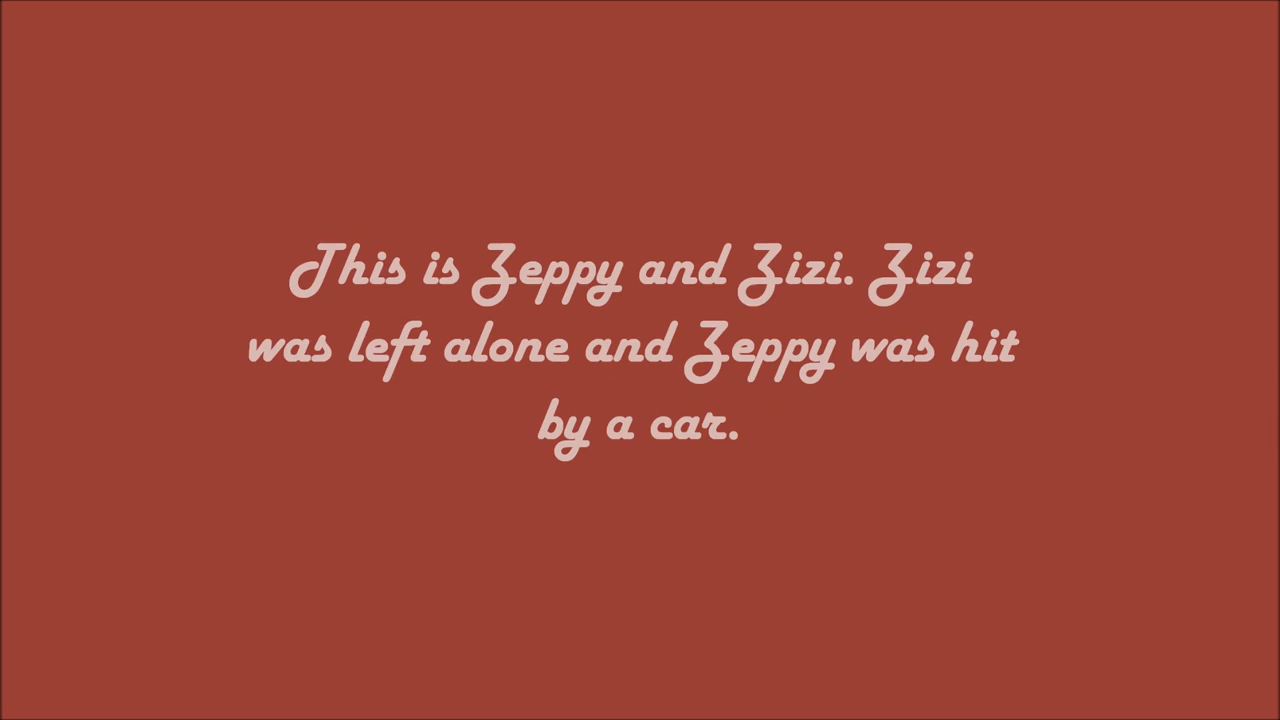 This is Zeppy and Zizi. Zizi
was left alone and Zeppy was hit
by a car.